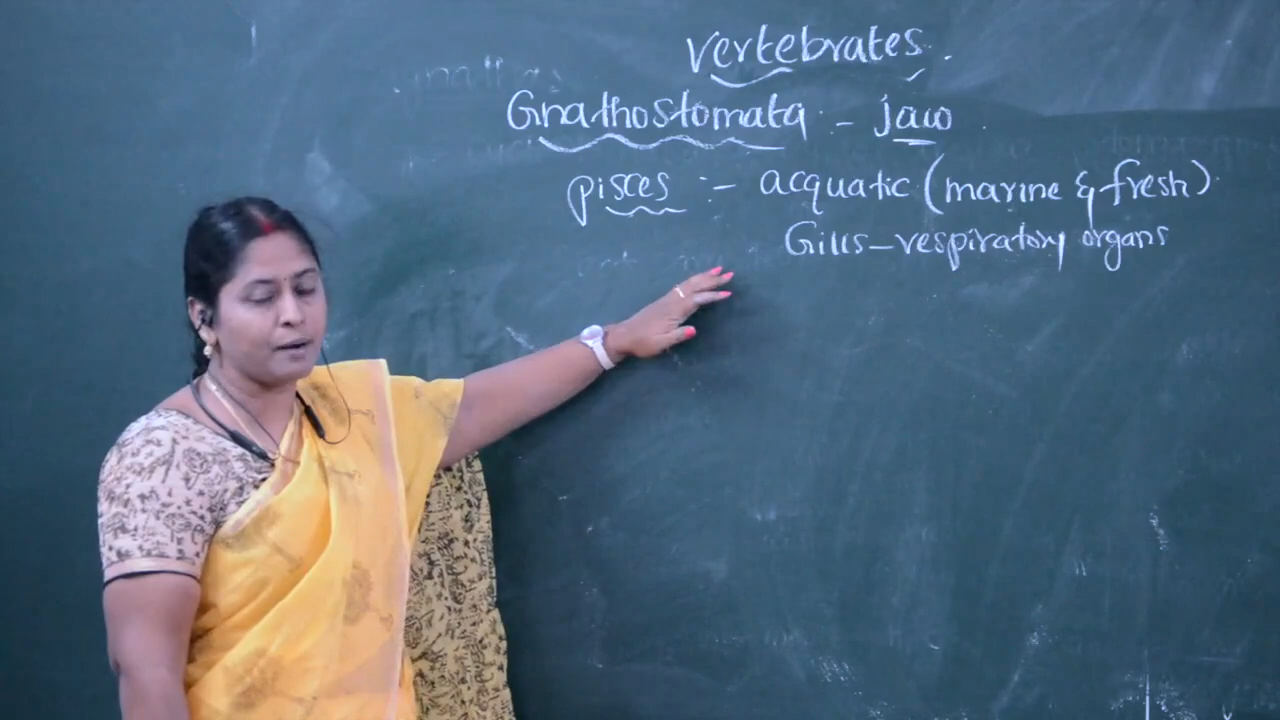 Vertebrates.
Gnathostomata - jaw
pisces :- acquatic (marine & fresh)
Gills - respiratory organs